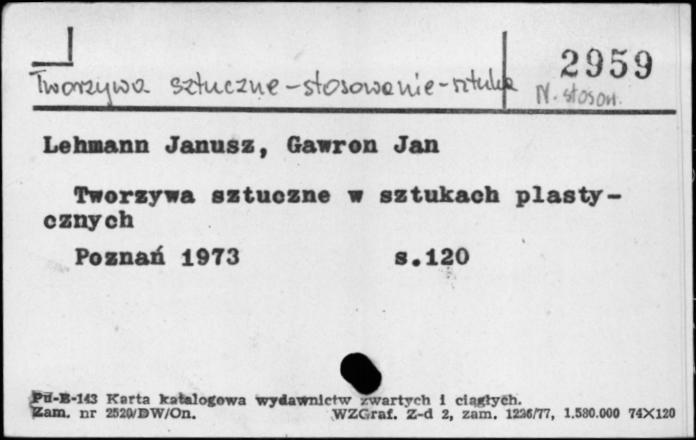 2959
Tworzywa sztuczne - stosowanie - sztuka
N. stosow.
Lehmann Janusz, Gawron Jan
Tworzywa sztuczne w sztukach plasty-
cznych
Poznań 1973 s.120
Pu-B-143 Karta katalogowa wydawnictw zwartych i ciągłych.
Zam. nr 2520/DW/On. WZGraf. Z-d 2, zam. 1226/77, 1.580.000 74X120